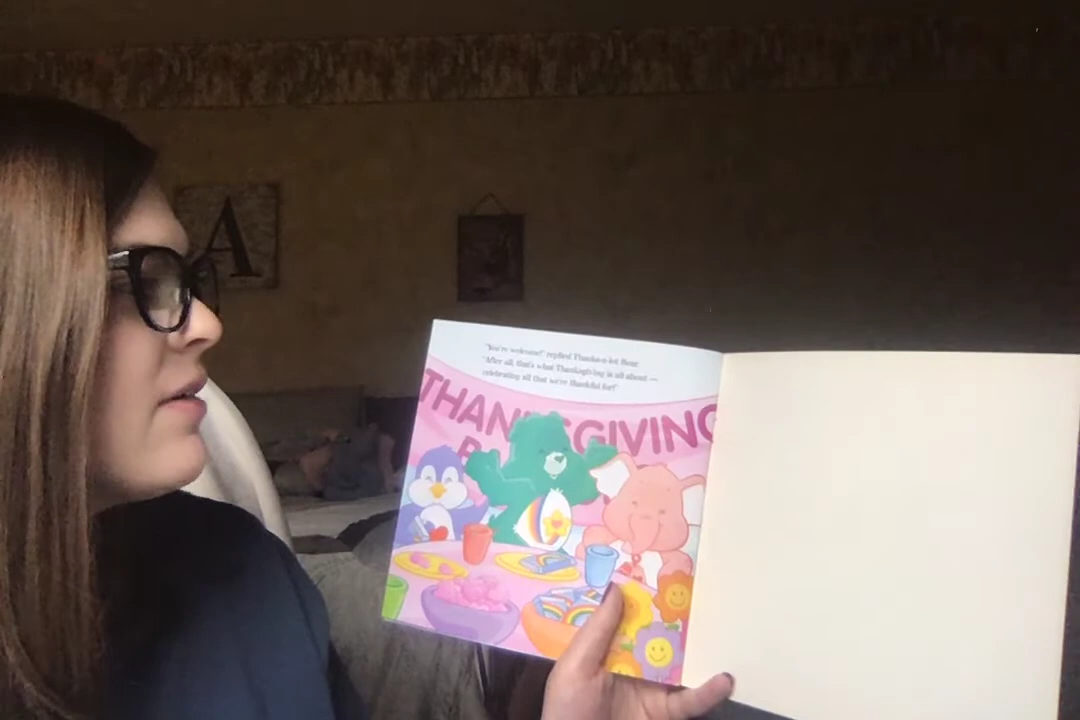 A
"You're welcome!" replied Thanks-a-lot Bear.
"After all, that's what Thanksgiving is all about —
celebrating all that we're thankful for!"
THANKSGIVING